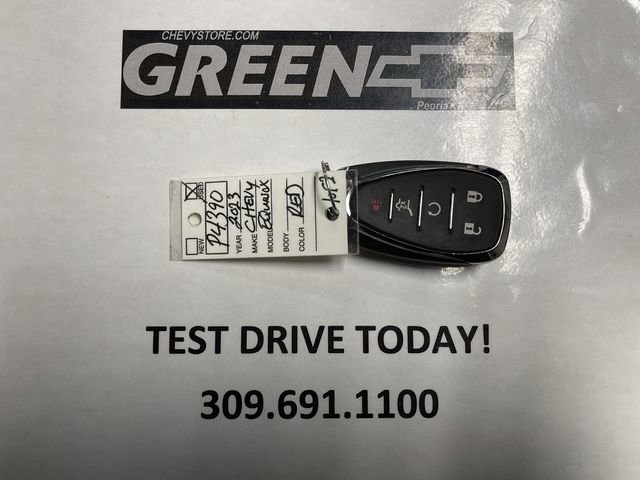 CHEVYSTORE.COM
GREEN
Peoria
NEW
USED
P4390
YEAR 2023
MAKE CHEVY
MODEL Equinox
BODY
COLOR RED
TEST DRIVE TODAY!
309.691.1100